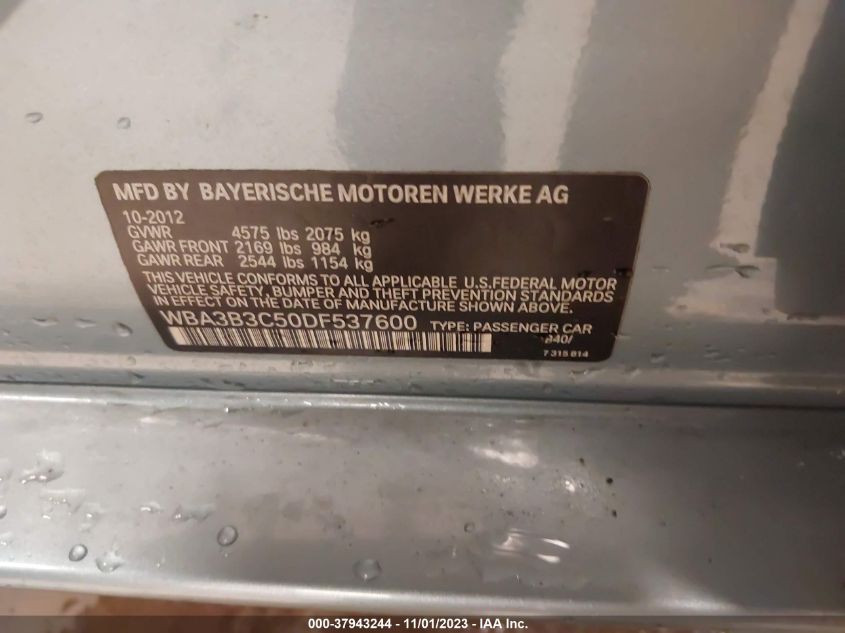 MFD BY BAYERISCHE MOTOREN WERKE AG
10-2012
GVWR 4575 lbs 2075 kg
GAWR FRONT 2169 lbs 984 kg
GAWR REAR 2544 lbs 1154 kg
THIS VEHICLE CONFORMS TO ALL APPLICABLE U.S.FEDERAL MOTOR
VEHICLE SAFETY, BUMPER AND THEFT PREVENTION STANDARDS
IN EFFECT ON THE DATE OF MANUFACTURE SHOWN ABOVE.
WBA3B3C50DF537600 TYPE: PASSENGER CAR
7 315 814
000-37943244 - 11/01/2023 - IAA Inc.